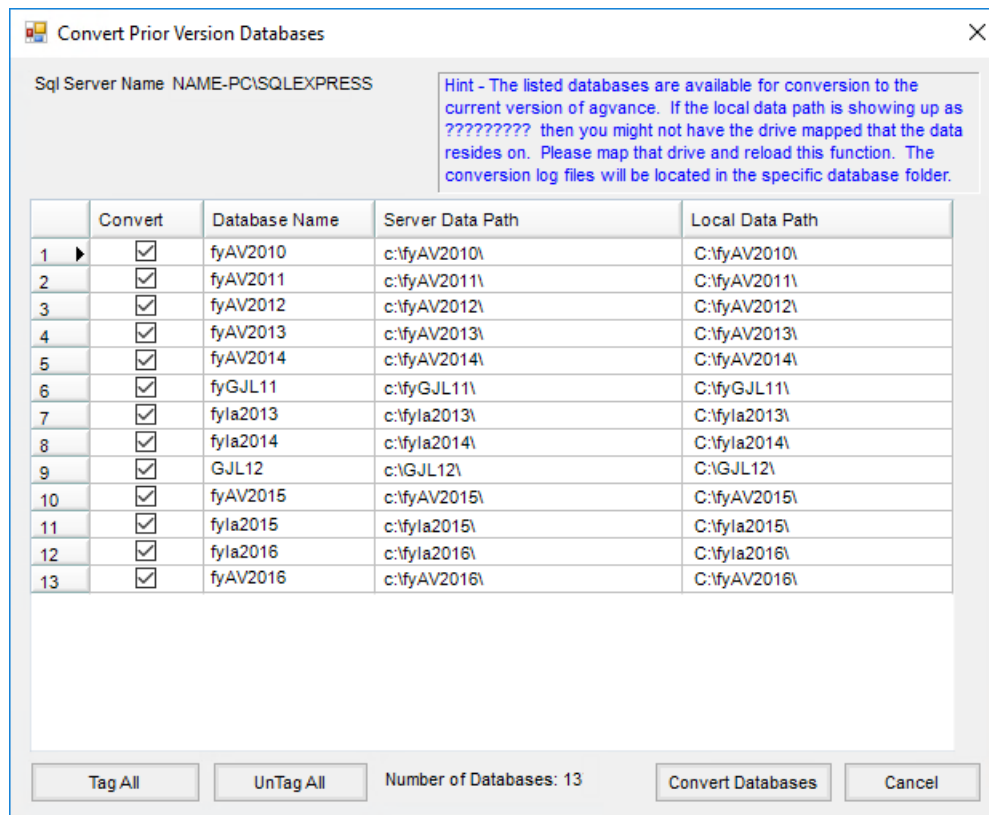 Convert Prior Version Databases
Sql Server Name NAME-PC\SQLEXPRESS
Hint - The listed databases are available for conversion to the
current version of agvance. If the local data path is showing up as
????????? then you might not have the drive mapped that the data
resides on. Please map that drive and reload this function. The
conversion log files will be located in the specific database folder.
Convert Database Name Server Data Path Local Data Path
1 fyAV2010 c:\fyAV2010\ C:\fyAV2010\
2 fyAV2011 c:\fyAV2011\ C:\fyAV2011\
3 fyAV2012 c:\fyAV2012\ C:\fyAV2012\
4 fyAV2013 c:\fyAV2013\ C:\fyAV2013\
5 fyAV2014 c:\fyAV2014\ C:\fyAV2014\
6 fyGJL11 c:\fyGJL11\ C:\fyGJL11\
7 fyIa2013 c:\fyIa2013\ C:\fyIa2013\
8 fyIa2014 c:\fyIa2014\ C:\fyIa2014\
9 GJL12 c:\GJL12\ C:\GJL12\
10 fyAV2015 c:\fyAV2015\ C:\fyAV2015\
11 fyIa2015 c:\fyIa2015\ C:\fyIa2015\
12 fyIa2016 c:\fyIa2016\ C:\fyIa2016\
13 fyAV2016 c:\fyAV2016\ C:\fyAV2016\
Tag All UnTag All Number of Databases: 13 Convert Databases Cancel